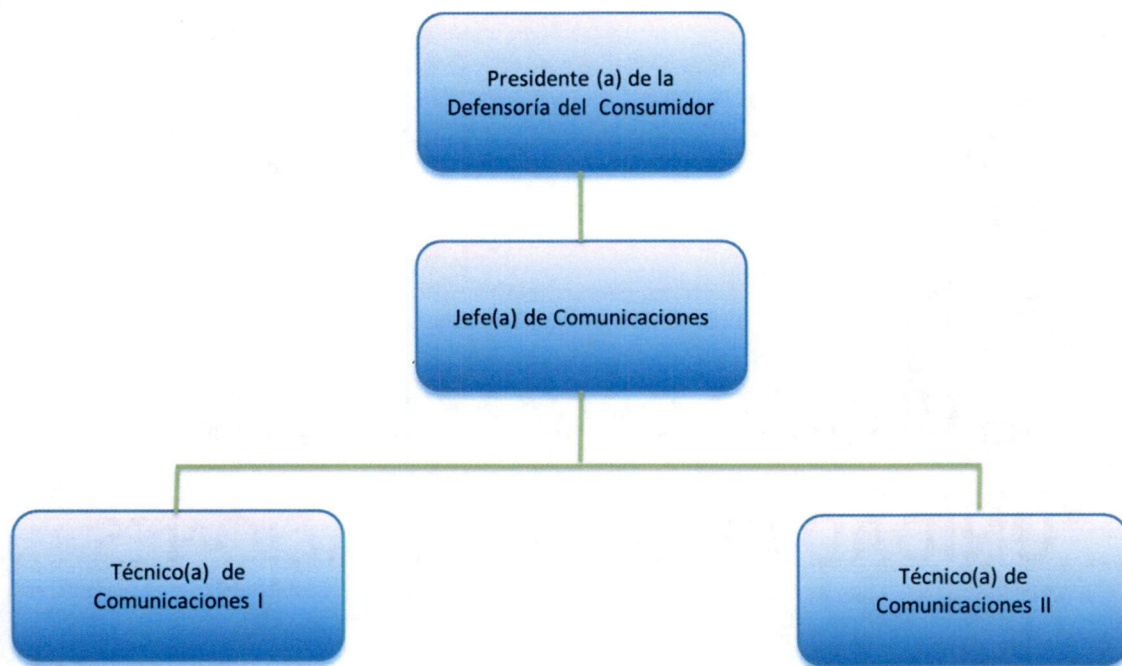 Presidente (a) de la
Defensoría del Consumidor
Jefe(a) de Comunicaciones
Técnico(a) de
Comunicaciones I
Técnico(a) de
Comunicaciones II